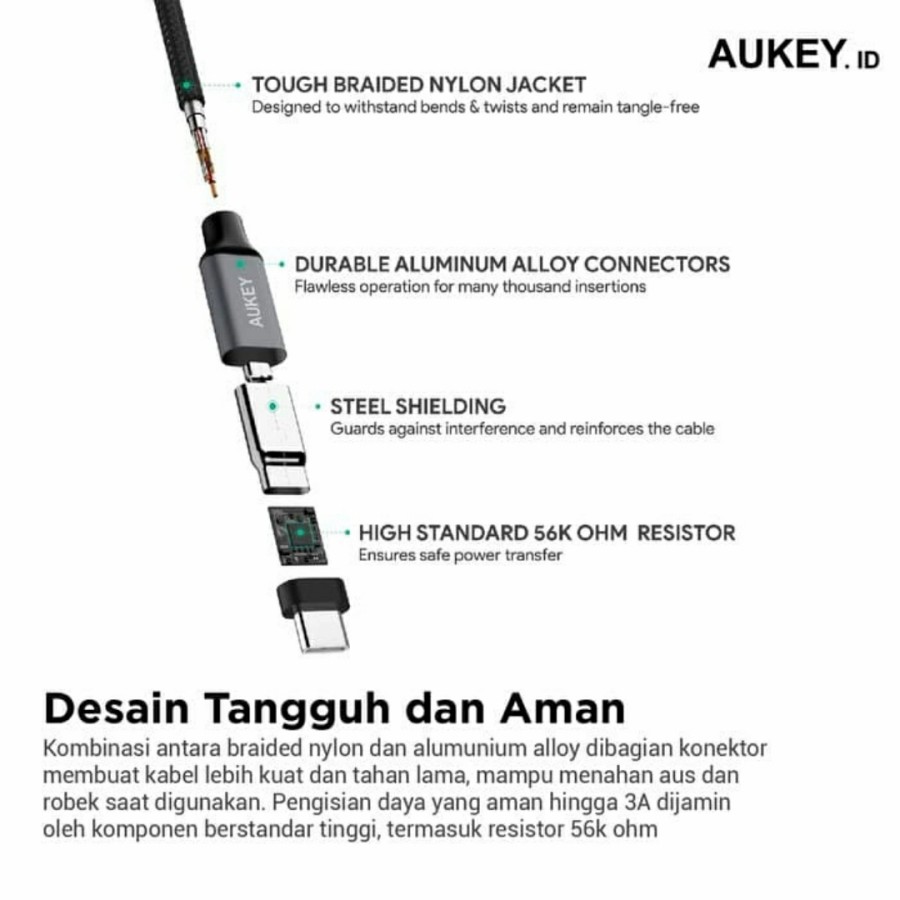 AUKEY. ID
TOUGH BRAIDED NYLON JACKET
Designed to withstand bends & twists and remain tangle-free
DURABLE ALUMINUM ALLOY CONNECTORS
Flawless operation for many thousand insertions
AUKEY
STEEL SHIELDING
Guards against interference and reinforces the cable
HIGH STANDARD 56K OHM RESISTOR
Ensures safe power transfer
Desain Tangguh dan Aman
Kombinasi antara braided nylon dan alumunium alloy dibagian konektor
membuat kabel lebih kuat dan tahan lama, mampu menahan aus dan
robek saat digunakan. Pengisian daya yang aman hingga 3A dijamin
oleh komponen berstandar tinggi, termasuk resistor 56k ohm